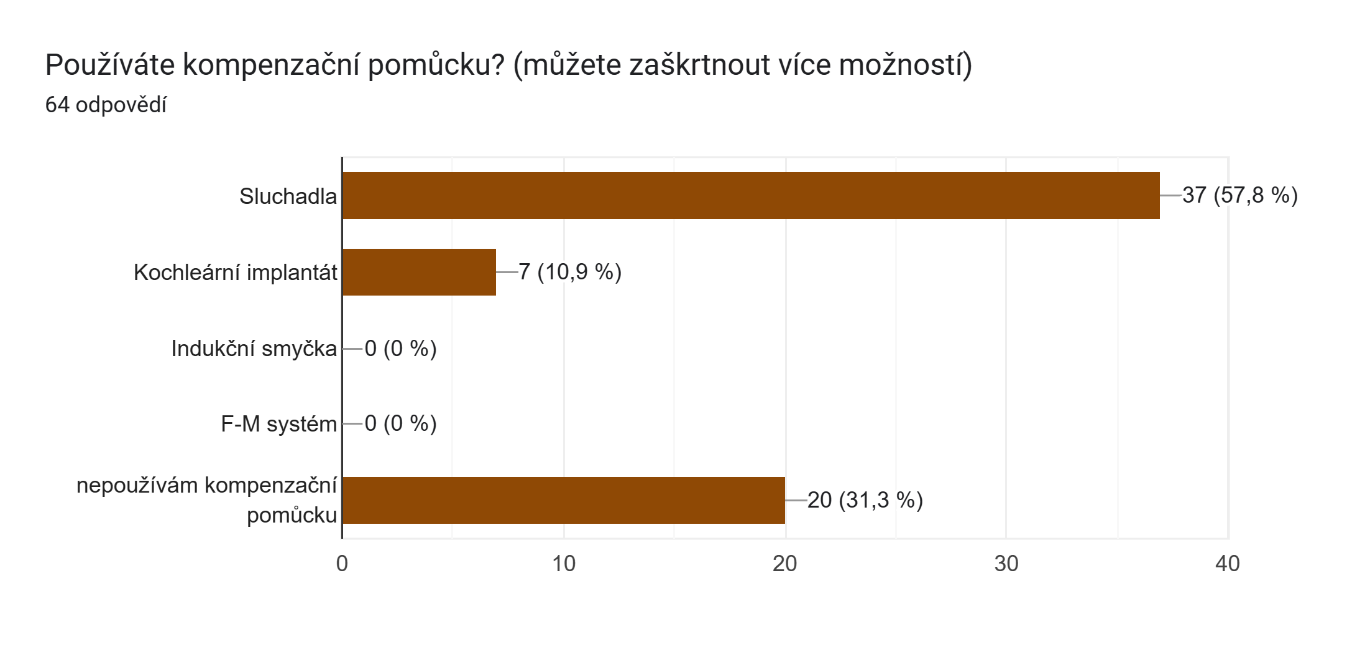 Používáte kompenzační pomůcku? (můžete zaškrtnout více možností)
64 odpovědí
Sluchadla
37 (57,8 %)
Kochleární implantát
7 (10,9 %)
Indukční smyčka
0 (0 %)
F-M systém
0 (0 %)
nepoužívám kompenzační
pomůcku
20 (31,3 %)
0 10 20 30 40